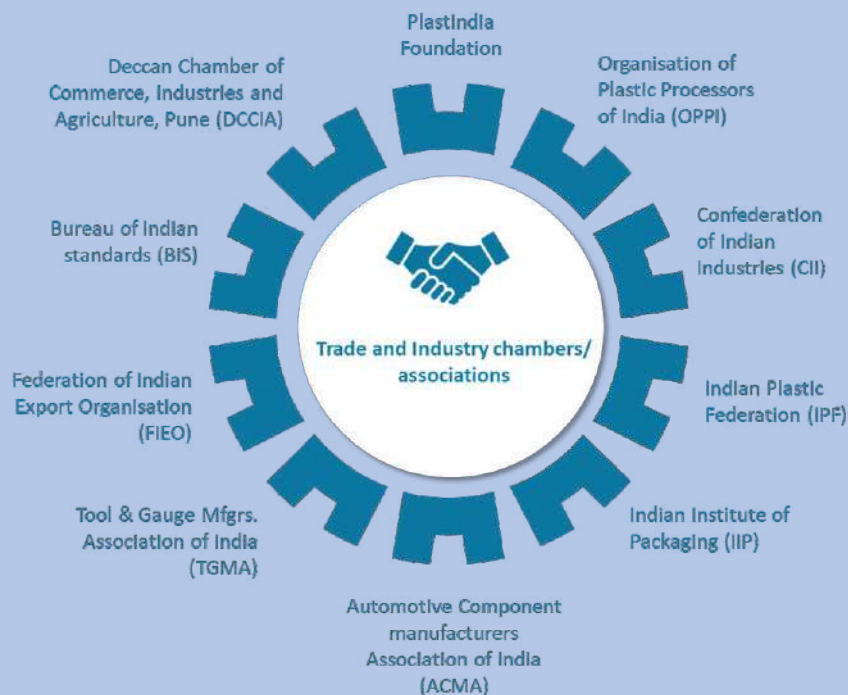 PlastIndia
Foundation
Organisation of
Plastic Processors
of India (OPPI)
Confederation
of Indian
Industries (CII)
Indian Plastic
Federation (IPF)
Indian Institute of
Packaging (IIP)
Automotive Component
manufacturers
Association of India
(ACMA)
Tool & Gauge Mfgrs.
Association of India
(TGMA)
Federation of Indian
Export Organisation
(FIEO)
Bureau of Indian
standards (BIS)
Deccan Chamber of
Commerce, Industries and
Agriculture, Pune (DCCIA)
Trade and Industry chambers/
associations